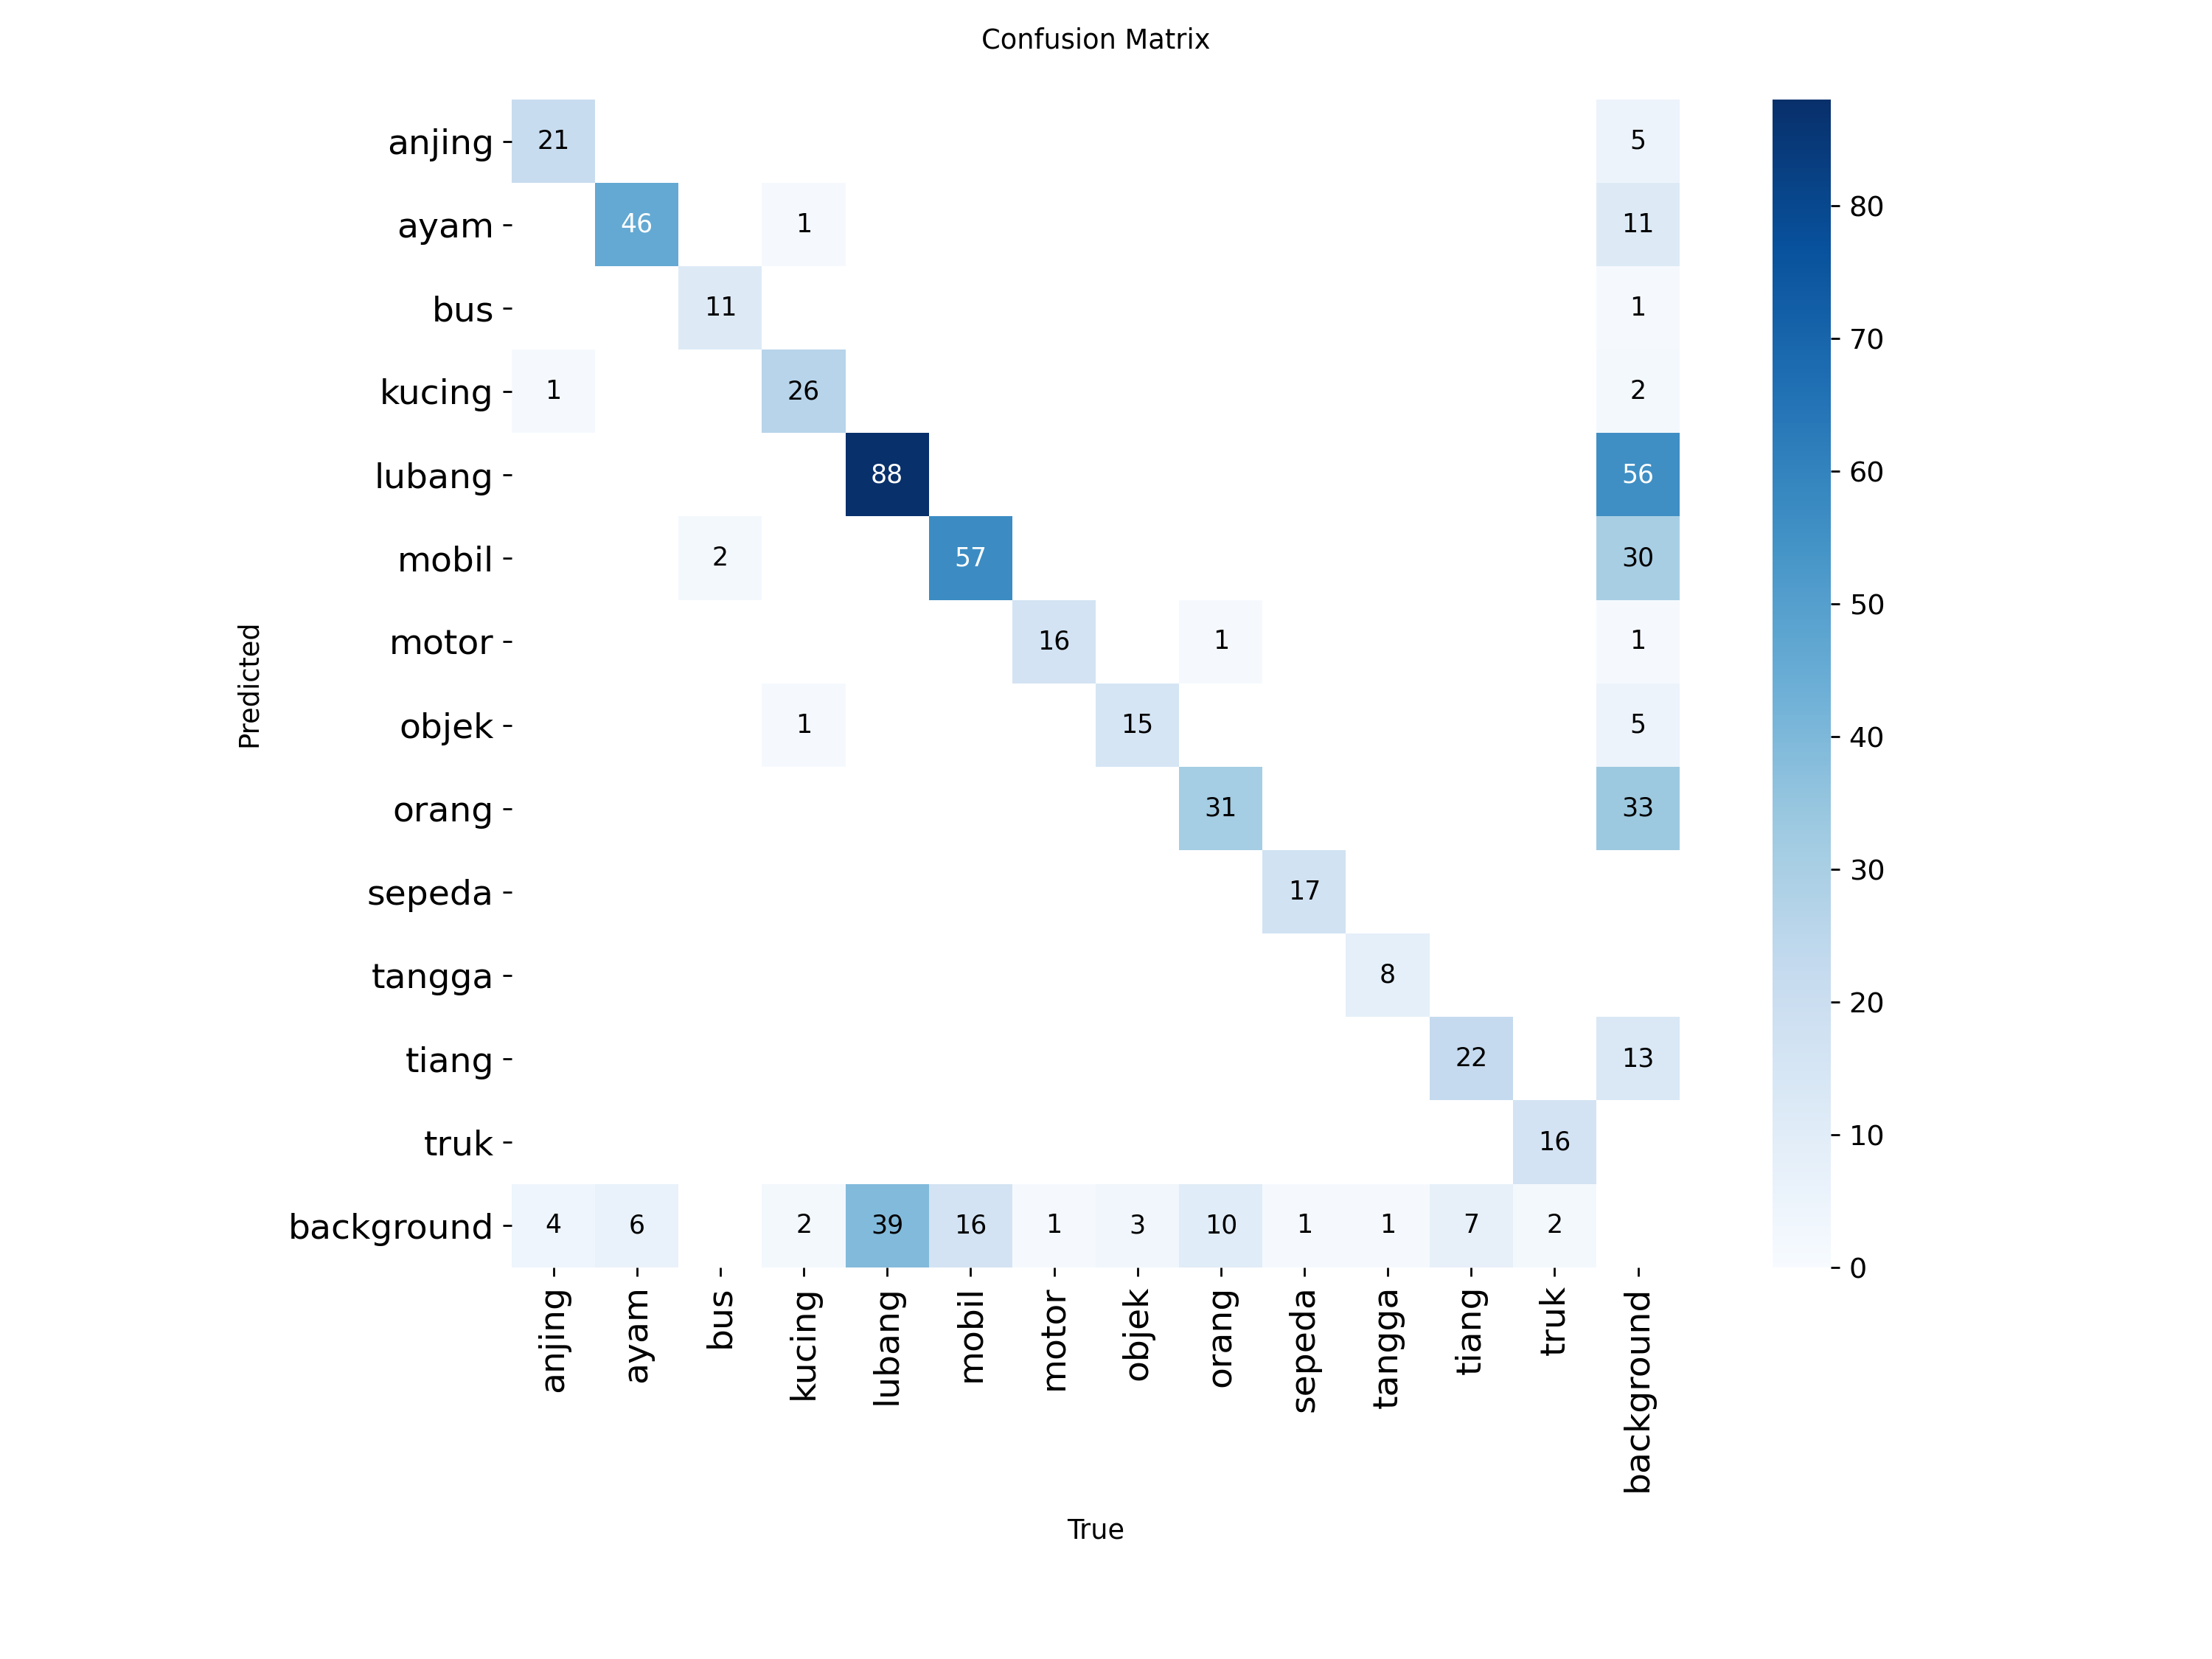 Confusion Matrix
anjing 21 5
ayam 46 1 11 80
bus 11 1
70
kucing 1 26 2
lubang 88 56 60
mobil 2 57 30
50
Predicted
motor 16 1 1
objek 1 15 5 40
orang 31 33
30
sepeda 17
tangga 8 20
tiang 22 13
truk 16 10
background 4 6 2 39 16 1 3 10 1 1 7 2
0
anjing ayam bus kucing lubang mobil motor objek orang sepeda tangga tiang truk background
True